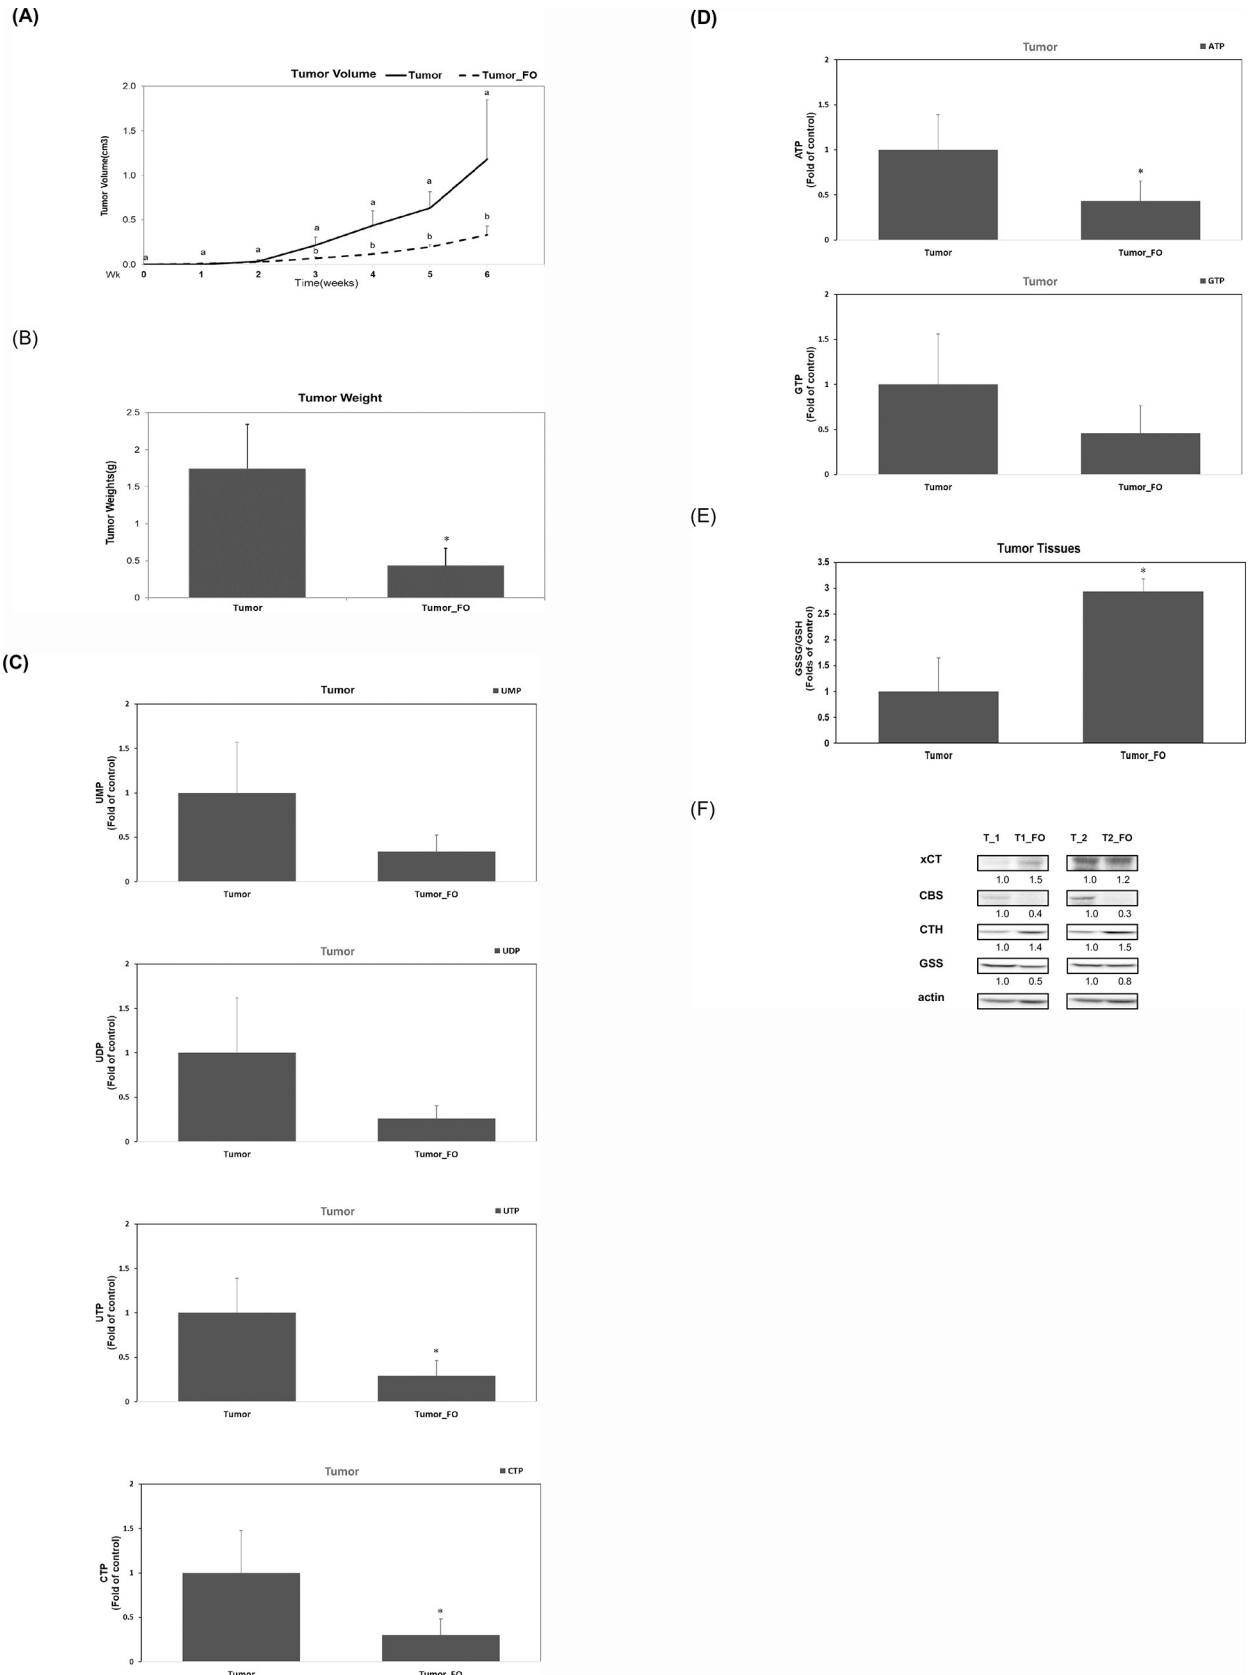 (A)
Tumor Volume Tumor Tumor_FO
2.0
1.5
1.0
0.5
0.0
Tumor Volume(cm3)
a a a a a a a
b b b b
Wk 0 1 2 3 4 5 6
Time(weeks)
(B)
Tumor Weight
2.5
2
1.5
1
0.5
0
Tumor Weights(g)
*
Tumor Tumor_FO
(C)
Tumor UMP
2
1.5
1
0.5
0
UMP
(Fold of control)
Tumor Tumor_FO
Tumor UDP
2
1.5
1
0.5
0
UDP
(Fold of control)
Tumor Tumor_FO
Tumor UTP
2
1.5
1
0.5
0
UTP
(Fold of control)
*
Tumor Tumor_FO
Tumor CTP
2
1.5
1
0.5
0
CTP
(Fold of control)
*
Tumor Tumor_FO
(D)
Tumor ATP
2
1.5
1
0.5
0
ATP
(Fold of control)
*
Tumor Tumor_FO
Tumor GTP
2
1.5
1
0.5
0
GTP
(Fold of control)
Tumor Tumor_FO
(E)
Tumor Tissues
3.5
3
2.5
2
1.5
1
0.5
0
GSSG/GSH
(Folds of control)
*
Tumor Tumor_FO
(F)
T_1 T1_FO T_2 T2_FO
xCT
1.0 1.5 1.0 1.2
CBS
1.0 0.4 1.0 0.3
CTH
1.0 1.4 1.0 1.5
GSS
1.0 0.5 1.0 0.8
actin